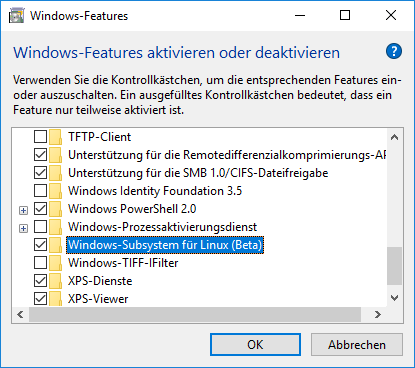 Windows-Features
Windows-Features aktivieren oder deaktivieren
Verwenden Sie die Kontrollkästchen, um die entsprechenden Features ein-
oder auszuschalten. Ein ausgefülltes Kontrollkästchen bedeutet, dass ein
Feature nur teilweise aktiviert ist.
TFTP-Client
Unterstützung für die Remotedifferenzialkomprimierungs-AP
Unterstützung für die SMB 1.0/CIFS-Dateifreigabe
Windows Identity Foundation 3.5
Windows PowerShell 2.0
Windows-Prozessaktivierungsdienst
Windows-Subsystem für Linux (Beta)
Windows-TIFF-IFilter
XPS-Dienste
XPS-Viewer
OK
Abbrechen